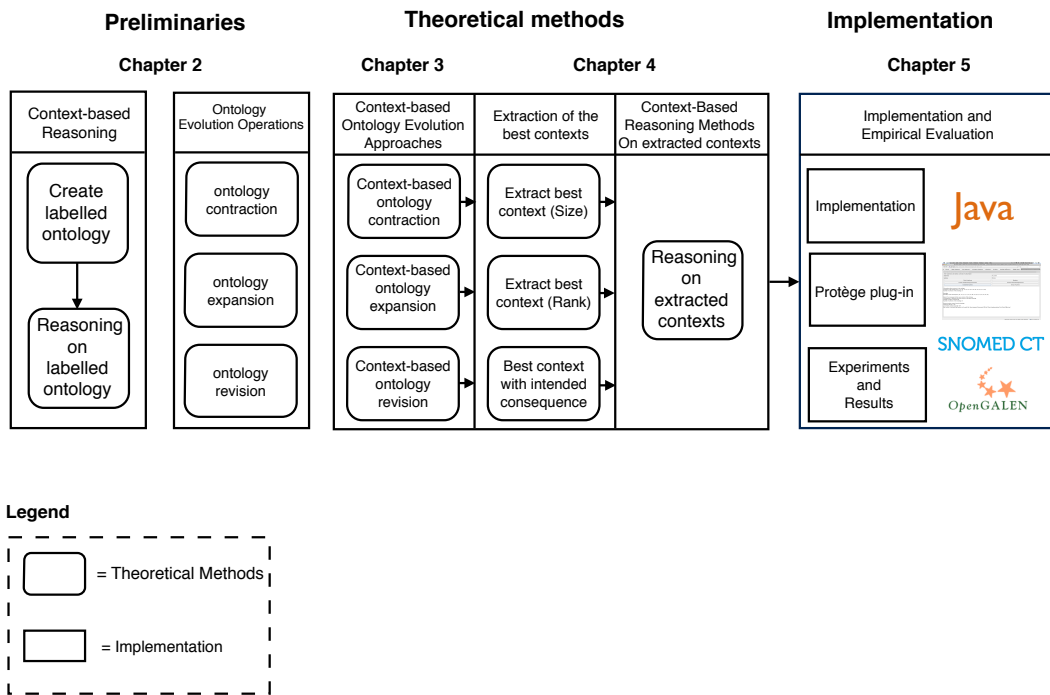 Preliminaries
Theoretical methods
Implementation
Chapter 2
Chapter 3
Chapter 4
Chapter 5
Context-based
Reasoning
Create
labelled
ontology
Reasoning
on
labelled
ontology
Ontology
Evolution Operations
ontology
contraction
ontology
expansion
ontology
revision
Context-based
Ontology Evolution
Approaches
Context-based
ontology
contraction
Context-based
ontology
expansion
Context-based
ontology
revision
Extraction of the
best contexts
Extract best
context (Size)
Extract best
context (Rank)
Best context
with intended
consequence
Context-Based
Reasoning Methods
On extracted contexts
Reasoning
on
extracted
contexts
Implementation and
Empirical Evaluation
Implementation
Java
Protège plug-in
SNOMED CT
Experiments
and
Results
OpenGALEN
Legend
= Theoretical Methods
= Implementation